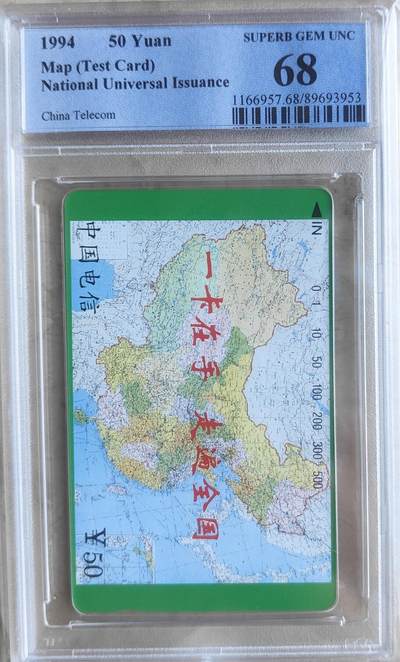 1994 50 Yuan
Map (Test Card)
National Universal Issuance
China Telecom
SUPERB GEM UNC
68
1166957.68/89693953
◀IN
0 1 10 50 100 200 300 500
一卡在手 走遍全国
中国电信
¥50